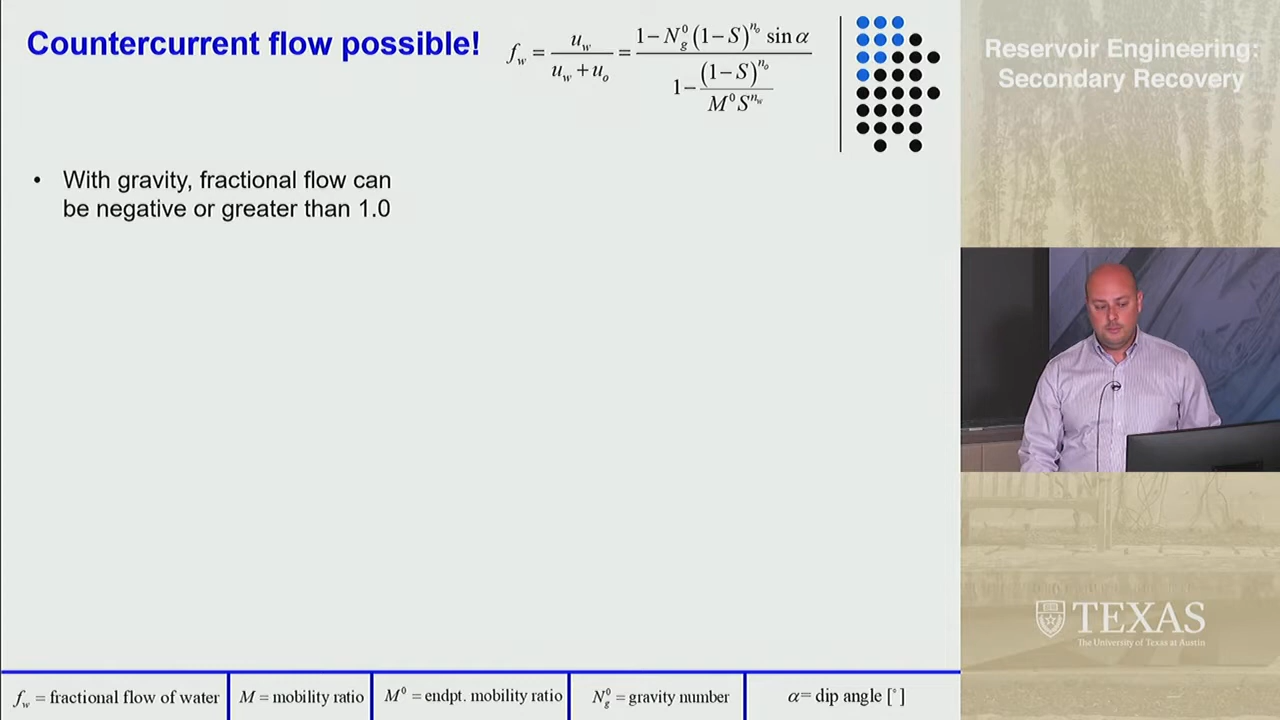 Countercurrent flow possible!
f_w = u_w / (u_w + u_o) = (1 − N_g^0 (1 − S)^{n_o} sin α) / (1 − (1 − S)^{n_o} / (M^0 S^{n_w}))
• With gravity, fractional flow can
be negative or greater than 1.0
f_w = fractional flow of water
M = mobility ratio
M^0 = endpt. mobility ratio
N_g^0 = gravity number
α = dip angle [°]
Reservoir Engineering:
Secondary Recovery
TEXAS
The University of Texas at Austin